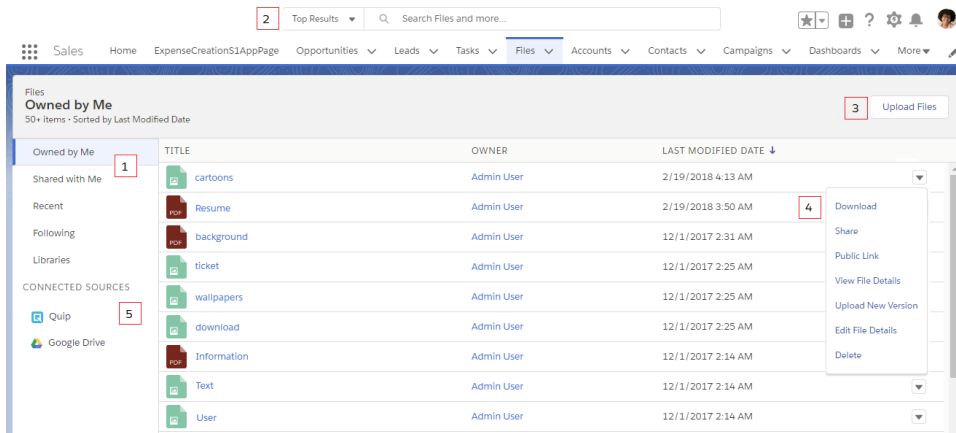 2 Top Results Search Files and more...
Sales Home ExpenseCreationS1AppPage Opportunities Leads Tasks Files Accounts Contacts Campaigns Dashboards More
Files
Owned by Me
50+ items • Sorted by Last Modified Date
3 Upload Files
Owned by Me
1
Shared with Me
Recent
Following
Libraries
CONNECTED SOURCES
Quip
5
Google Drive
TITLE OWNER LAST MODIFIED DATE
cartoons Admin User 2/19/2018 4:13 AM
PDF Resume Admin User 2/19/2018 3:50 AM
PDF background Admin User 12/1/2017 2:31 AM
ticket Admin User 12/1/2017 2:25 AM
wallpapers Admin User 12/1/2017 2:25 AM
download Admin User 12/1/2017 2:25 AM
PDF Information Admin User 12/1/2017 2:14 AM
Text Admin User 12/1/2017 2:14 AM
User Admin User 12/1/2017 2:14 AM
4 Download
Share
Public Link
View File Details
Upload New Version
Edit File Details
Delete